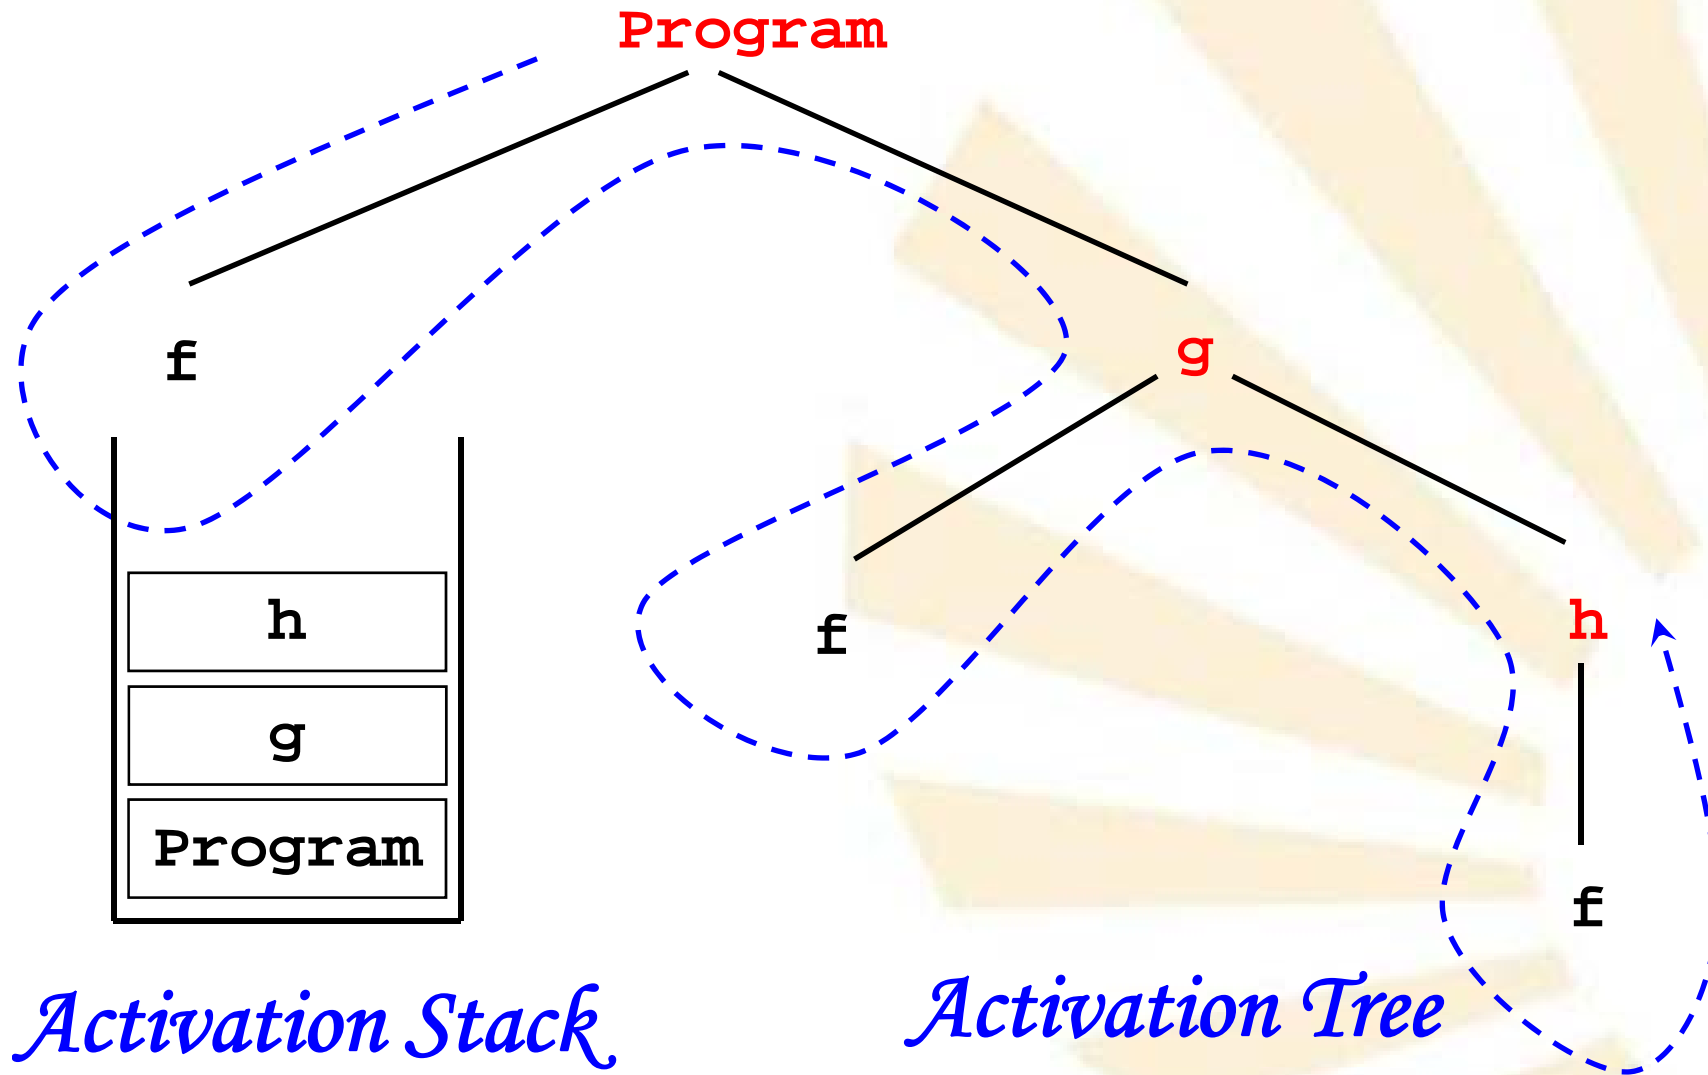 Program
f
g
f
h
h
g
Program
f
Activation Stack
Activation Tree